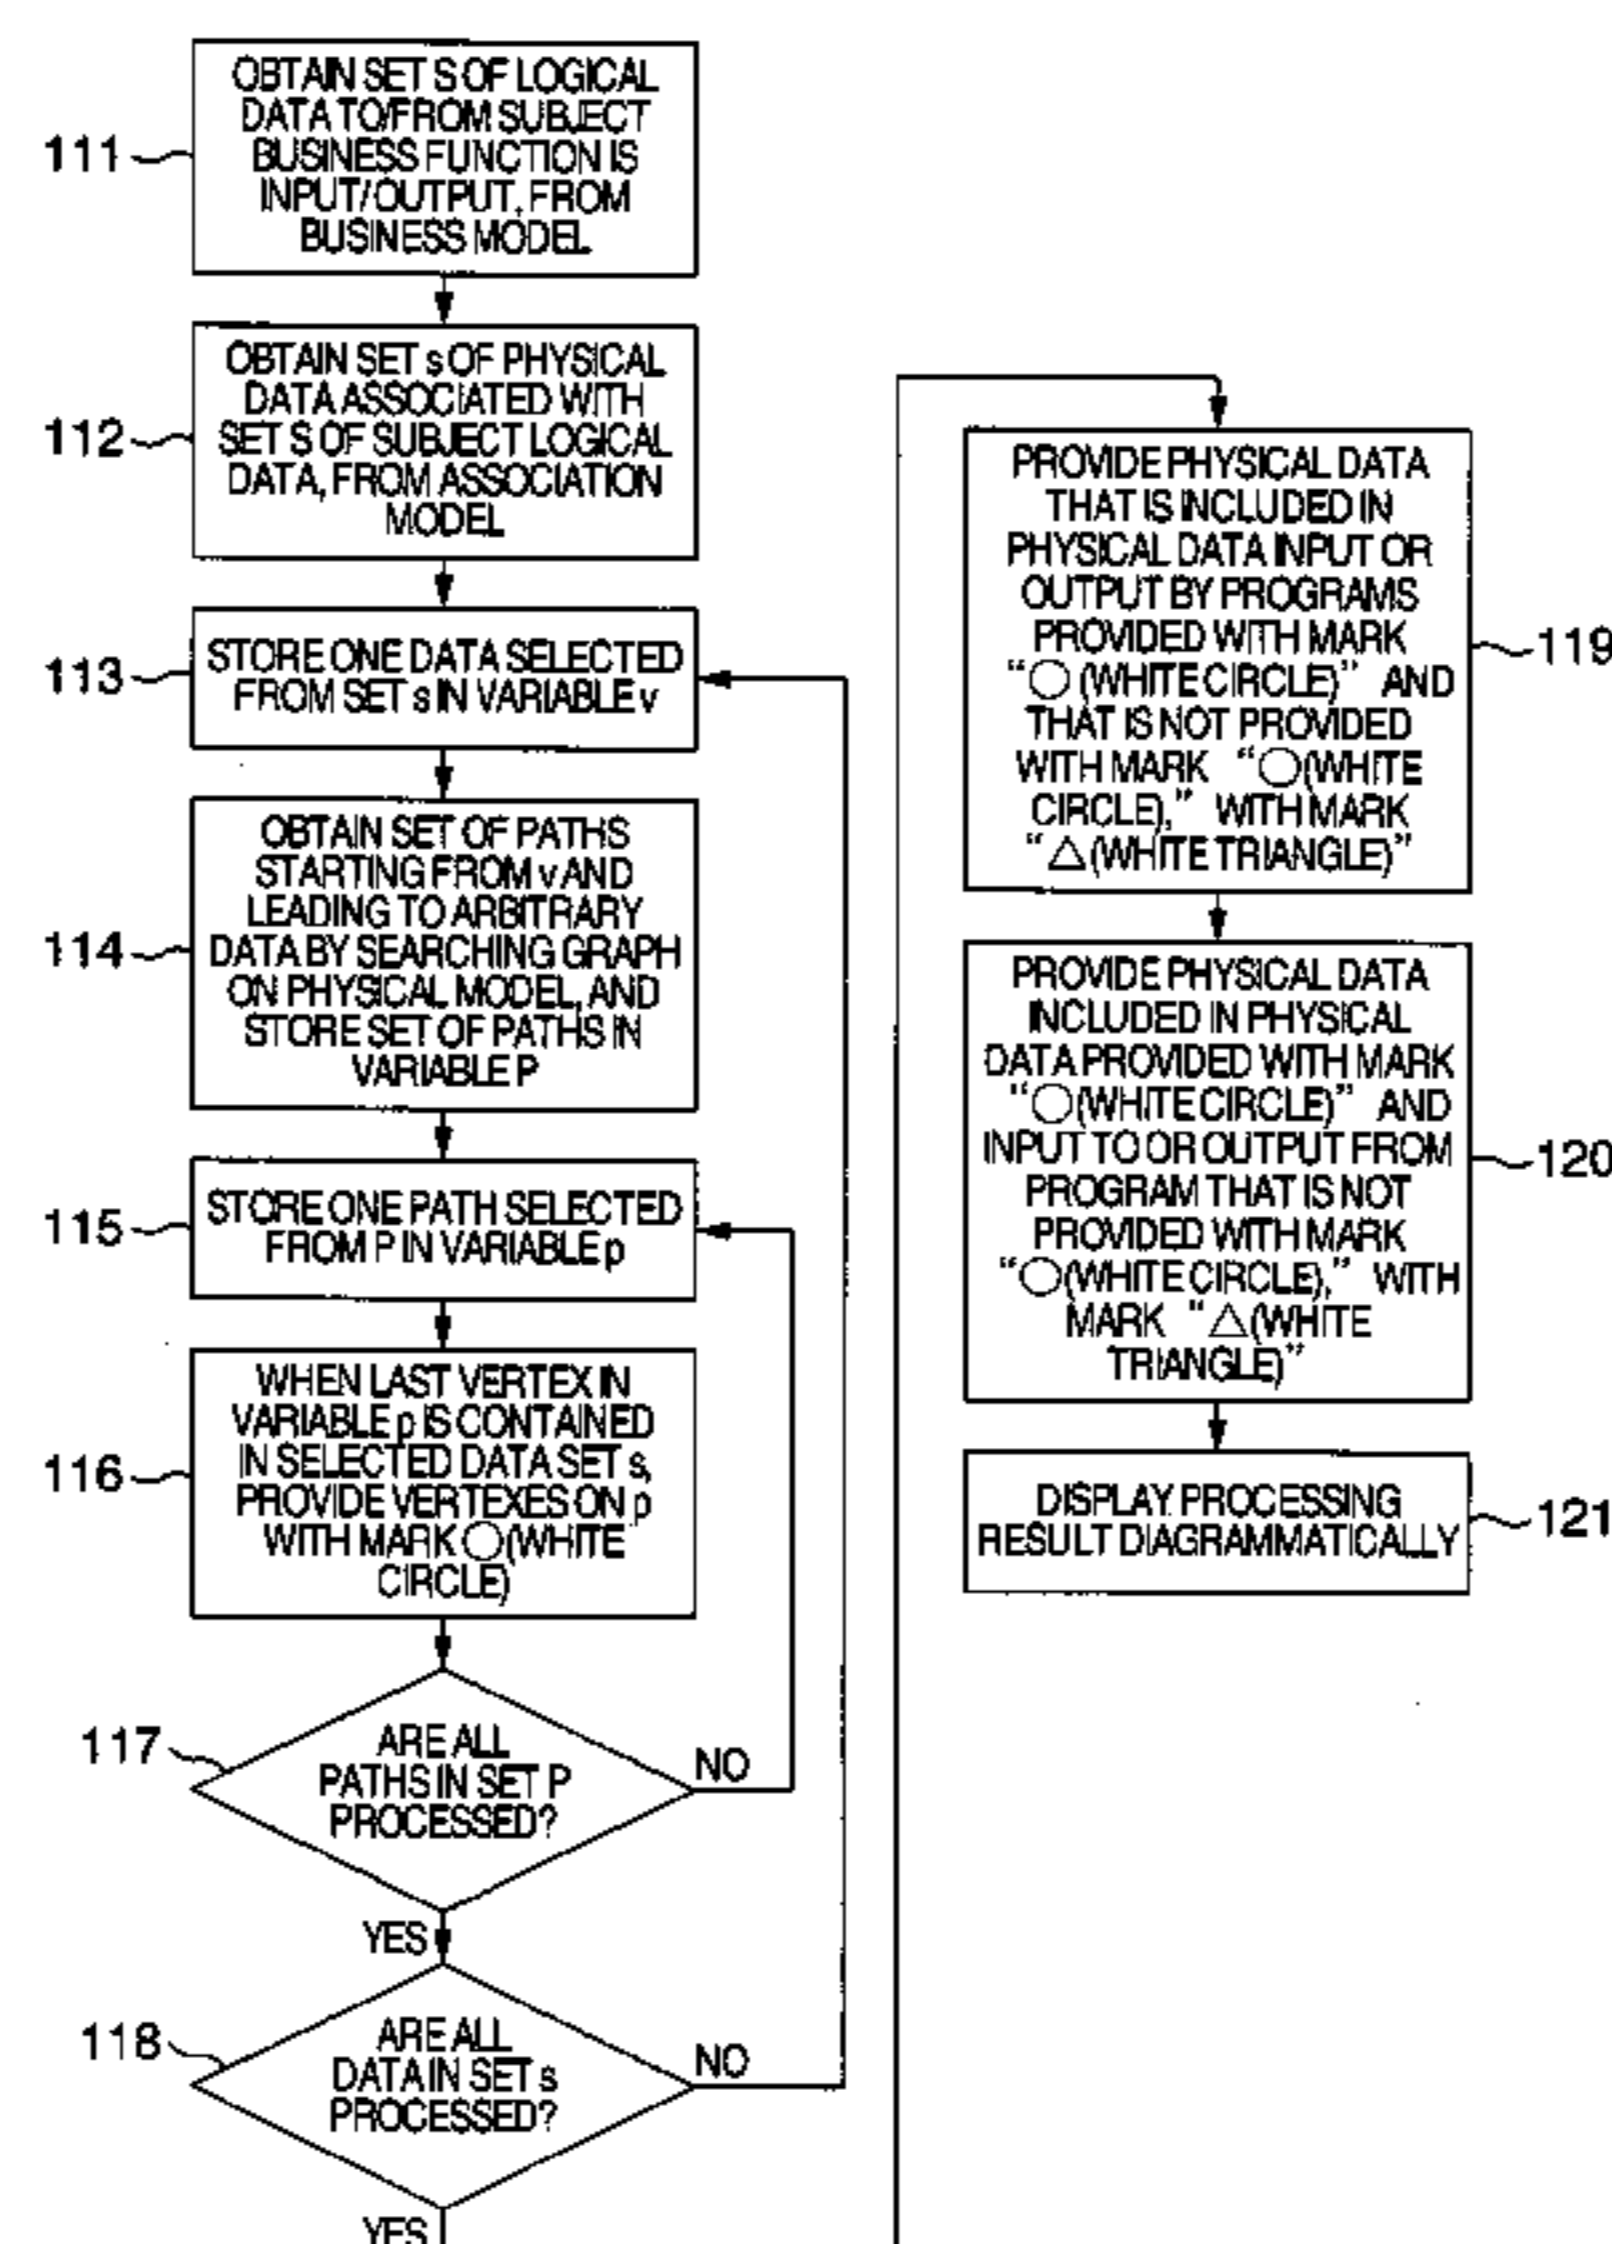 111
OBTAIN SET S OF LOGICAL
DATA TO/FROM SUBJECT
BUSINESS FUNCTION IS
INPUT/OUTPUT, FROM
BUSINESS MODEL
112
OBTAIN SET s OF PHYSICAL
DATA ASSOCIATED WITH
SET S OF SUBJECT LOGICAL
DATA, FROM ASSOCIATION
MODEL
113
STORE ONE DATA SELECTED
FROM SET s IN VARIABLE v
114
OBTAIN SET OF PATHS
STARTING FROM v AND
LEADING TO ARBITRARY
DATA BY SEARCHING GRAPH
ON PHYSICAL MODEL, AND
STORE SET OF PATHS IN
VARIABLE P
115
STORE ONE PATH SELECTED
FROM P IN VARIABLE p
116
WHEN LAST VERTEX IN
VARIABLE p IS CONTAINED
IN SELECTED DATA SET s,
PROVIDE VERTEXES ON p
WITH MARK ○(WHITE
CIRCLE)
117
ARE ALL
PATHS IN SET P
PROCESSED?
NO
YES
118
ARE ALL
DATA IN SET s
PROCESSED?
NO
YES
PROVIDE PHYSICAL DATA
THAT IS INCLUDED IN
PHYSICAL DATA INPUT OR
OUTPUT BY PROGRAMS
PROVIDED WITH MARK
“○(WHITE CIRCLE)” AND
THAT IS NOT PROVIDED
WITH MARK “○(WHITE
CIRCLE),” WITH MARK
“△(WHITE TRIANGLE)”
119
PROVIDE PHYSICAL DATA
INCLUDED IN PHYSICAL
DATA PROVIDED WITH MARK
“○(WHITE CIRCLE)” AND
INPUT TO OR OUTPUT FROM
PROGRAM THAT IS NOT
PROVIDED WITH MARK
“○(WHITE CIRCLE),” WITH
MARK “△(WHITE
TRIANGLE)”
120
DISPLAY PROCESSING
RESULT DIAGRAMMATICALLY
121